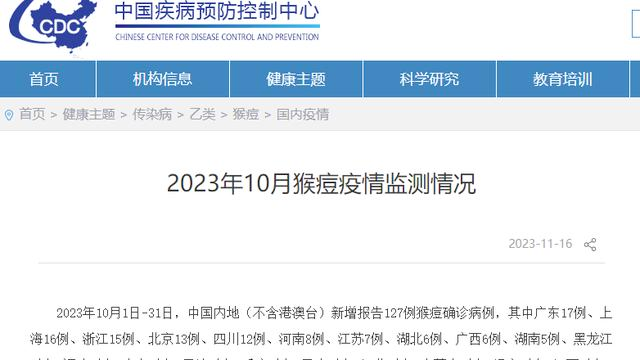 中国疾病预防控制中心
CDC
CHINESE CENTER FOR DISEASE CONTROL AND PREVENTION
首页 机构信息 健康主题 科学研究 教育培训
首页 > 健康主题 > 传染病 > 乙类 > 猴痘 > 国内疫情
2023年10月猴痘疫情监测情况
2023-11-16
2023年10月1日-31日，中国内地（不含港澳台）新增报告127例猴痘确诊病例，其中广东17例、上
海16例、浙江15例、北京13例、四川12例、河南8例、江苏7例、湖北6例、广西6例、湖南5例、黑龙江